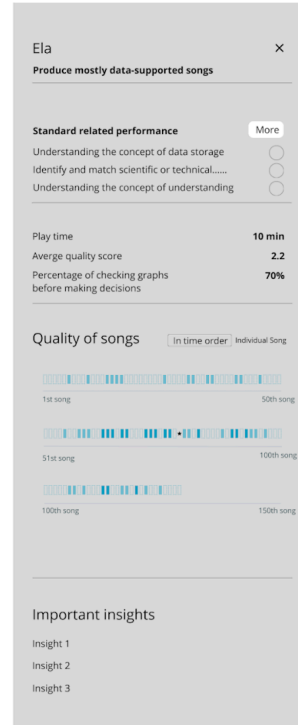 Ela ×
Produce mostly data-supported songs
Standard related performance More
Understanding the concept of data storage
Identify and match scientific or technical......
Understanding the concept of understanding
Play time 10 min
Averge quality score 2.2
Percentage of checking graphs 70%
before making decisions
Quality of songs In time order Individual Song
1st song 50th song
51st song 100th song
100th song 150th song
Important insights
Insight 1
Insight 2
Insight 3